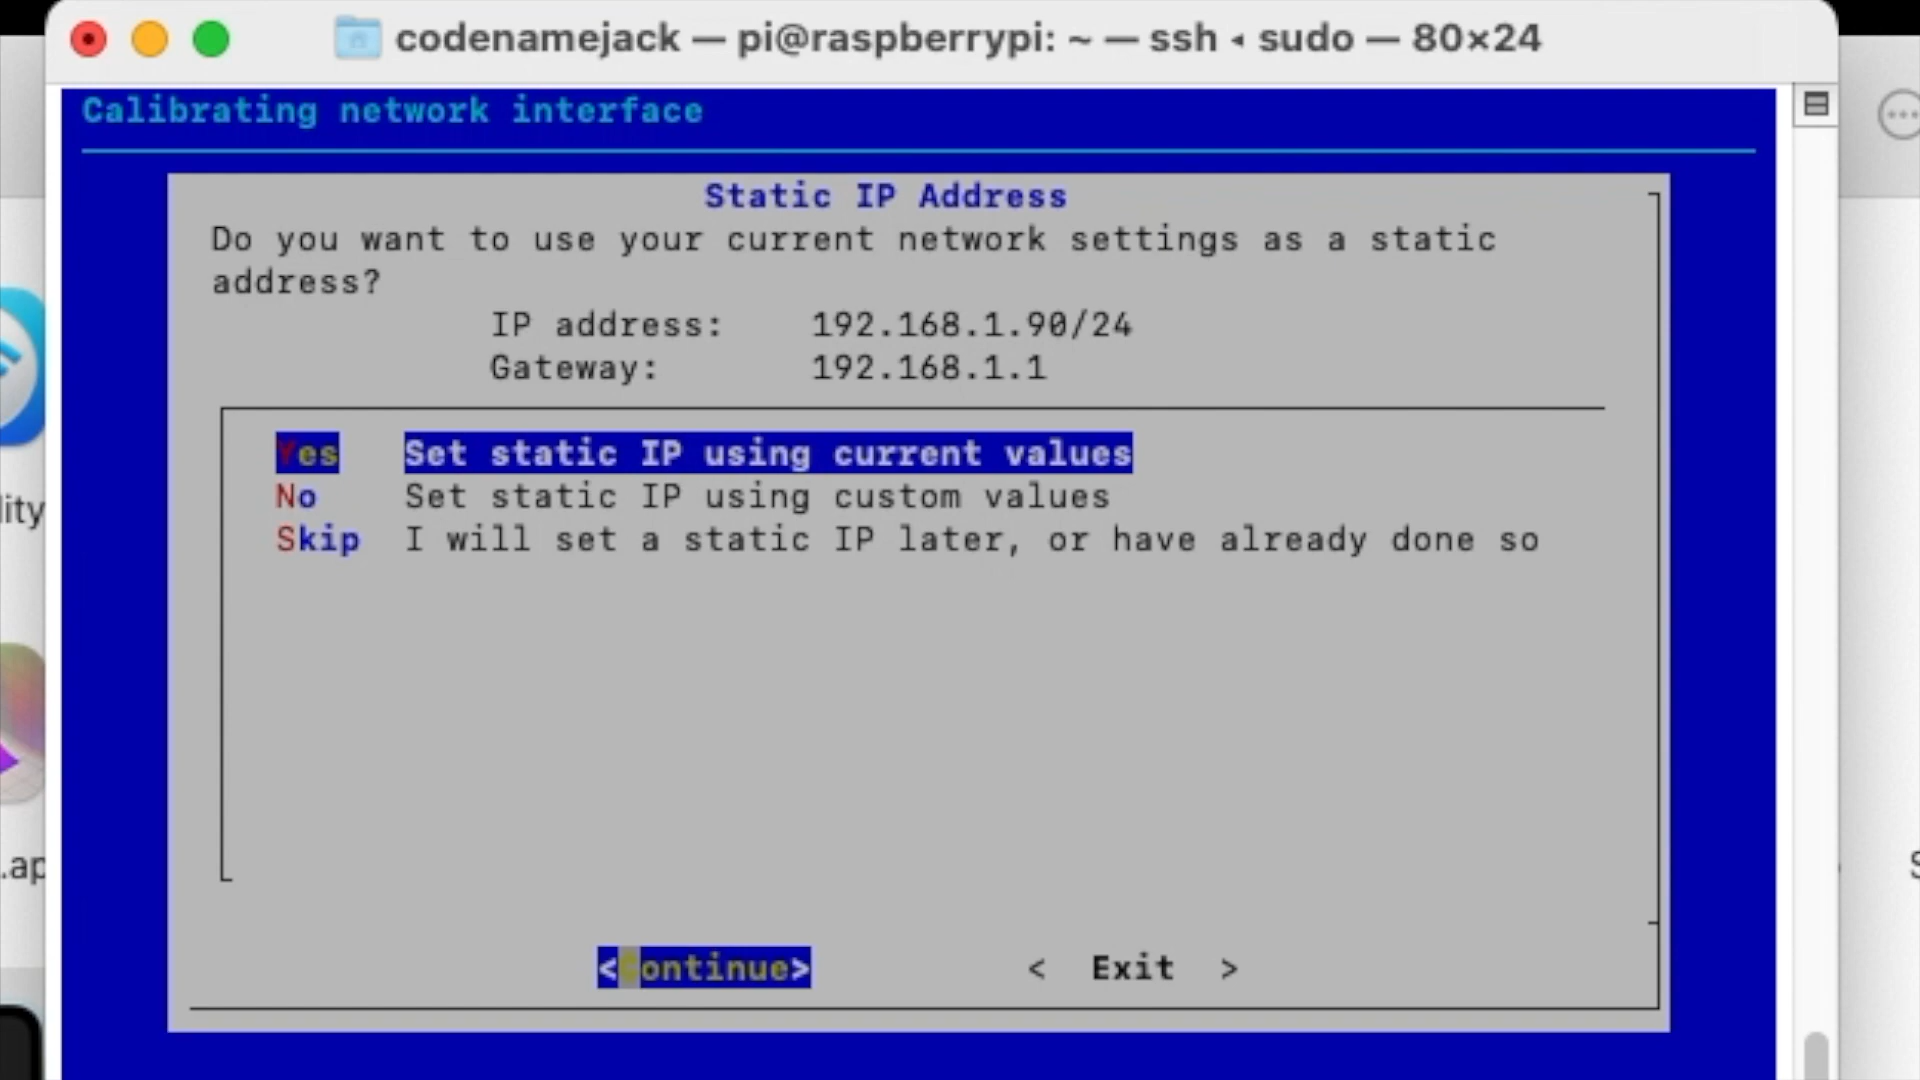 codenamejack — pi@raspberrypi: ~ — ssh ◂ sudo — 80×24
Calibrating network interface
Static IP Address
Do you want to use your current network settings as a static
address?
IP address: 192.168.1.90/24
Gateway: 192.168.1.1
Yes Set static IP using current values
No Set static IP using custom values
Skip I will set a static IP later, or have already done so
<Continue> < Exit >
lity
.ap